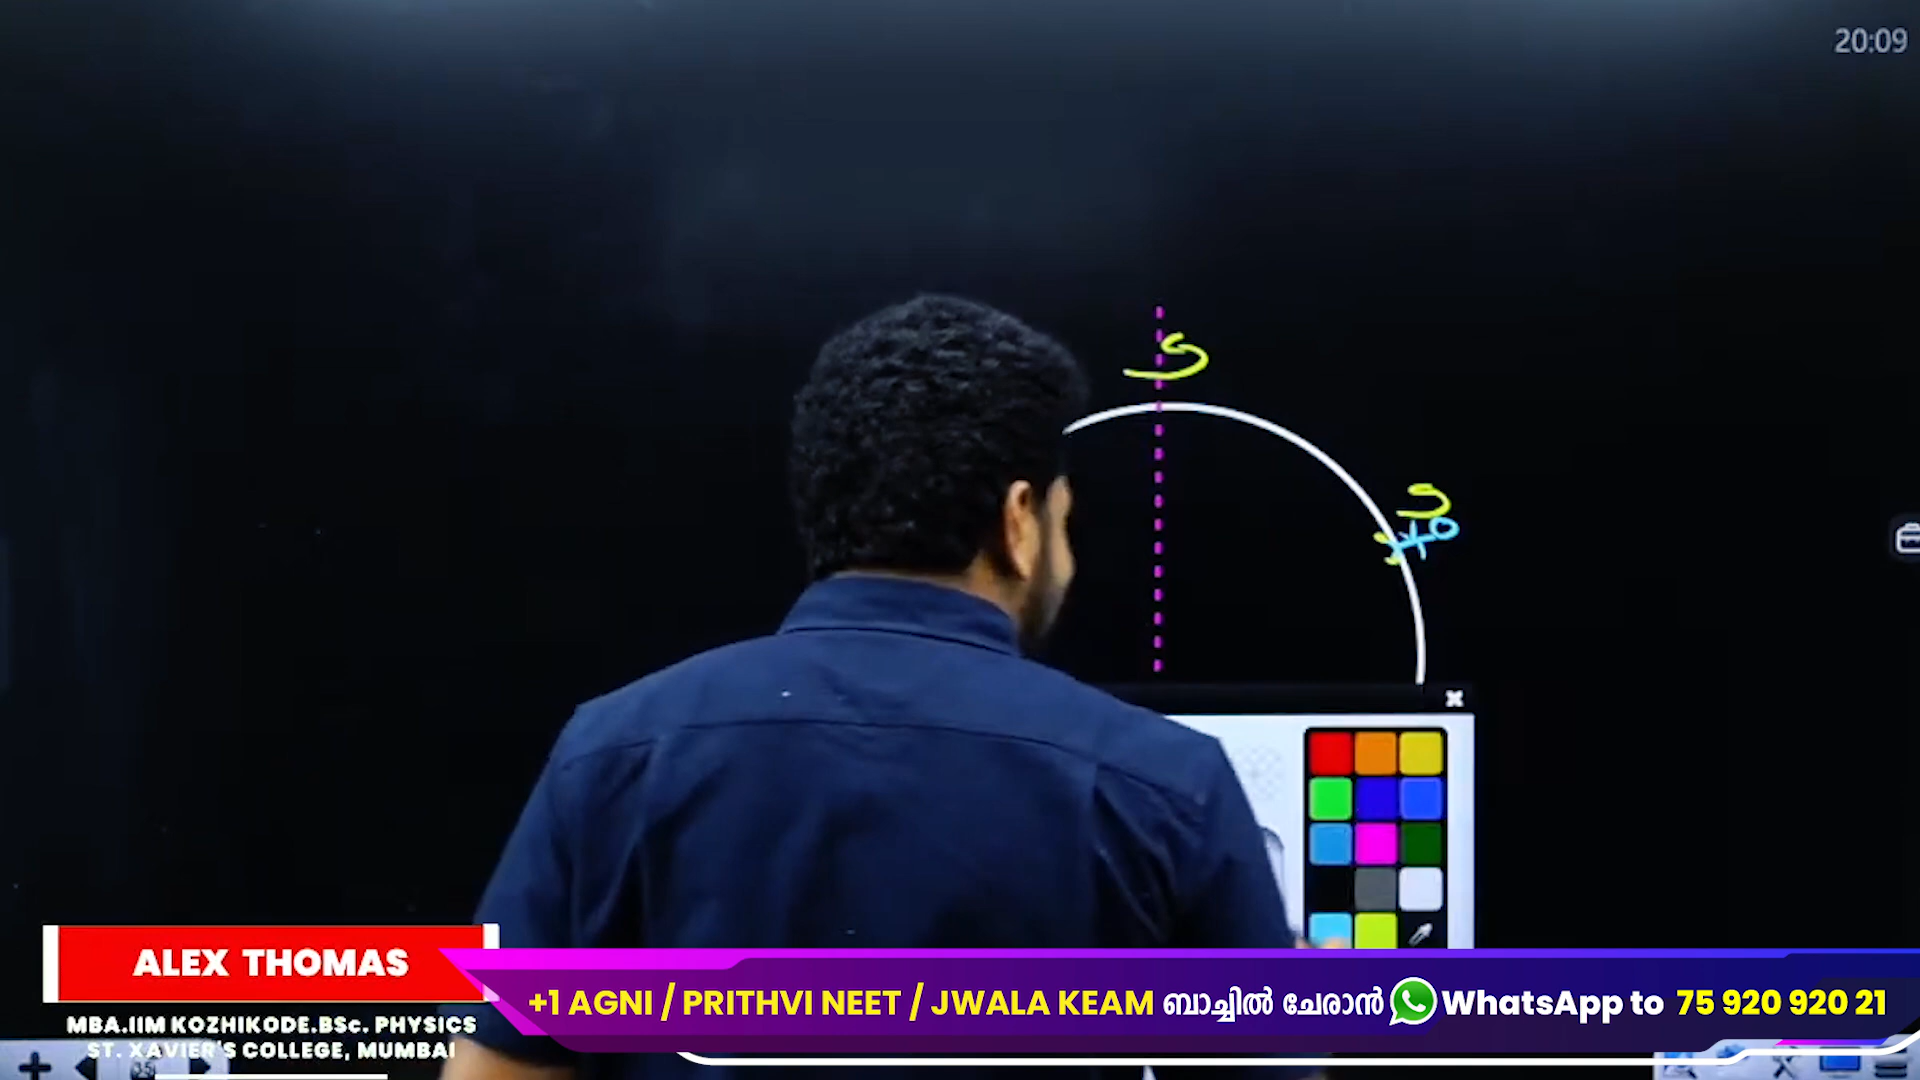 20:09
ALEX THOMAS
MBA.IIM KOZHIKODE.BSc. PHYSICS
ST. XAVIER'S COLLEGE, MUMBAI
+1 AGNI / PRITHVI NEET / JWALA KEAM ബാച്ചിൽ ചേരാൻ WhatsApp to 75 920 920 21